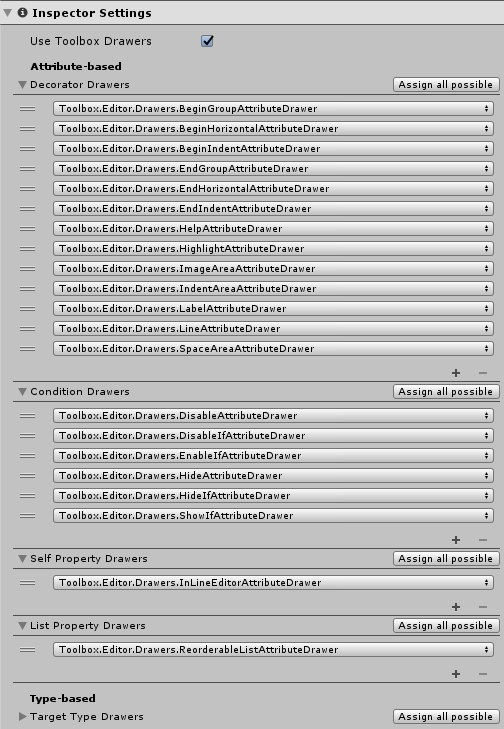 Inspector Settings
Use Toolbox Drawers
Attribute-based
Decorator Drawers Assign all possible
Toolbox.Editor.Drawers.BeginGroupAttributeDrawer
Toolbox.Editor.Drawers.BeginHorizontalAttributeDrawer
Toolbox.Editor.Drawers.BeginIndentAttributeDrawer
Toolbox.Editor.Drawers.EndGroupAttributeDrawer
Toolbox.Editor.Drawers.EndHorizontalAttributeDrawer
Toolbox.Editor.Drawers.EndIndentAttributeDrawer
Toolbox.Editor.Drawers.HelpAttributeDrawer
Toolbox.Editor.Drawers.HighlightAttributeDrawer
Toolbox.Editor.Drawers.ImageAreaAttributeDrawer
Toolbox.Editor.Drawers.IndentAreaAttributeDrawer
Toolbox.Editor.Drawers.LabelAttributeDrawer
Toolbox.Editor.Drawers.LineAttributeDrawer
Toolbox.Editor.Drawers.SpaceAreaAttributeDrawer
Condition Drawers Assign all possible
Toolbox.Editor.Drawers.DisableAttributeDrawer
Toolbox.Editor.Drawers.DisableIfAttributeDrawer
Toolbox.Editor.Drawers.EnableIfAttributeDrawer
Toolbox.Editor.Drawers.HideAttributeDrawer
Toolbox.Editor.Drawers.HideIfAttributeDrawer
Toolbox.Editor.Drawers.ShowIfAttributeDrawer
Self Property Drawers Assign all possible
Toolbox.Editor.Drawers.InLineEditorAttributeDrawer
List Property Drawers Assign all possible
Toolbox.Editor.Drawers.ReorderableListAttributeDrawer
Type-based
Target Type Drawers Assign all possible